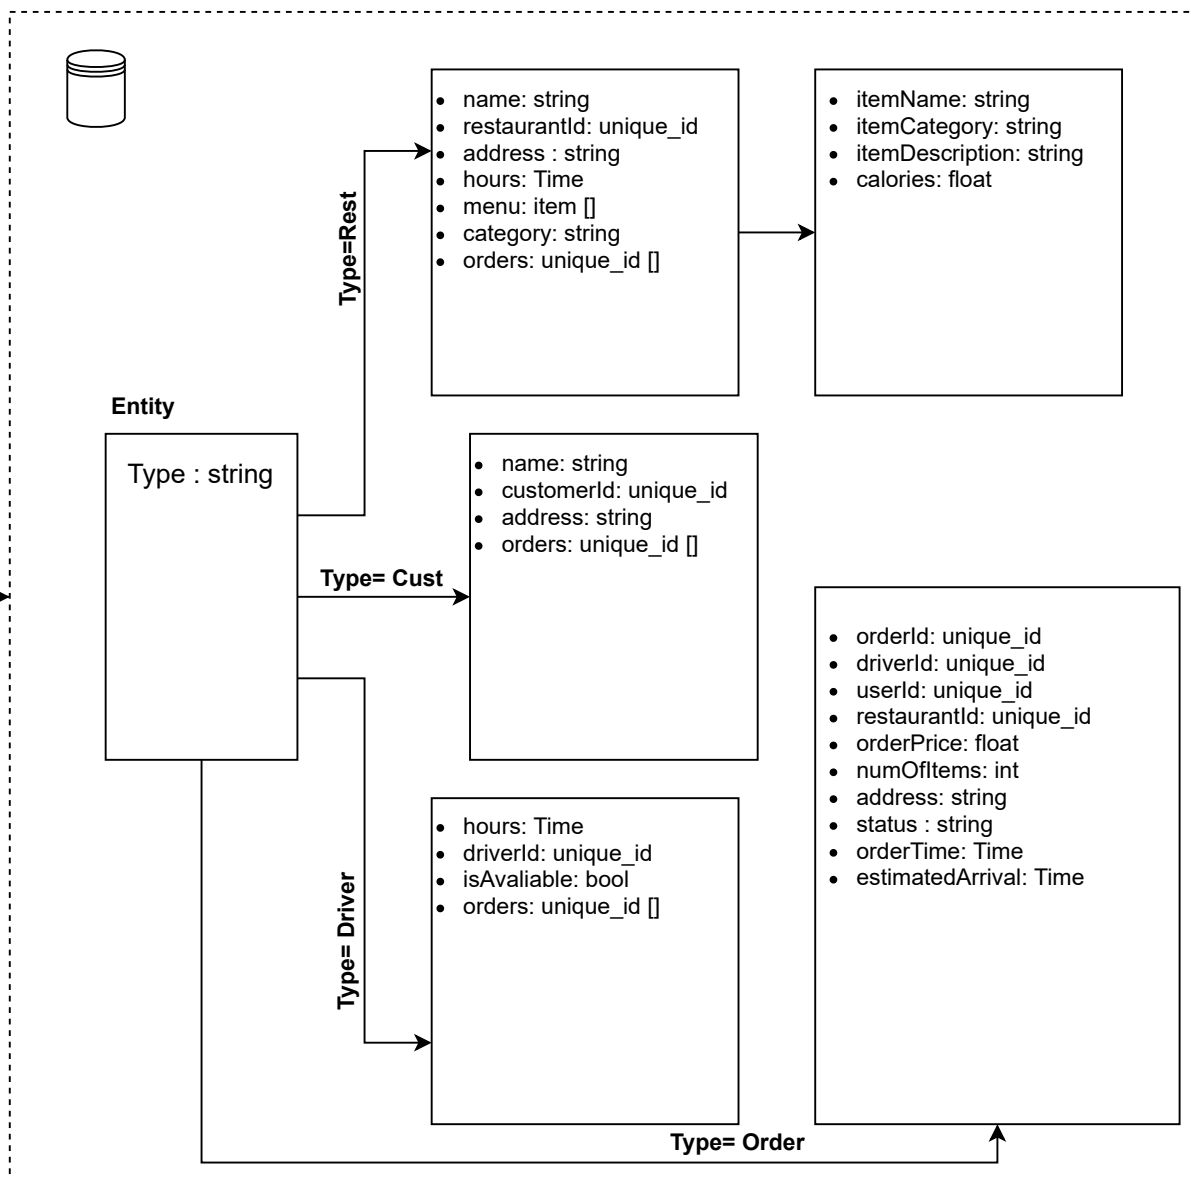 name: string
restaurantId: unique_id
address : string
hours: Time
menu: item []
category: string
orders: unique_id []
itemName: string
itemCategory: string
itemDescription: string
calories: float
Type=Rest
Entity
Type : string
name: string
customerId: unique_id
address: string
orders: unique_id []
Type= Cust
orderId: unique_id
driverId: unique_id
userId: unique_id
restaurantId: unique_id
orderPrice: float
numOfItems: int
address: string
status : string
orderTime: Time
estimatedArrival: Time
hours: Time
driverId: unique_id
isAvaliable: bool
orders: unique_id []
Type= Driver
Type= Order